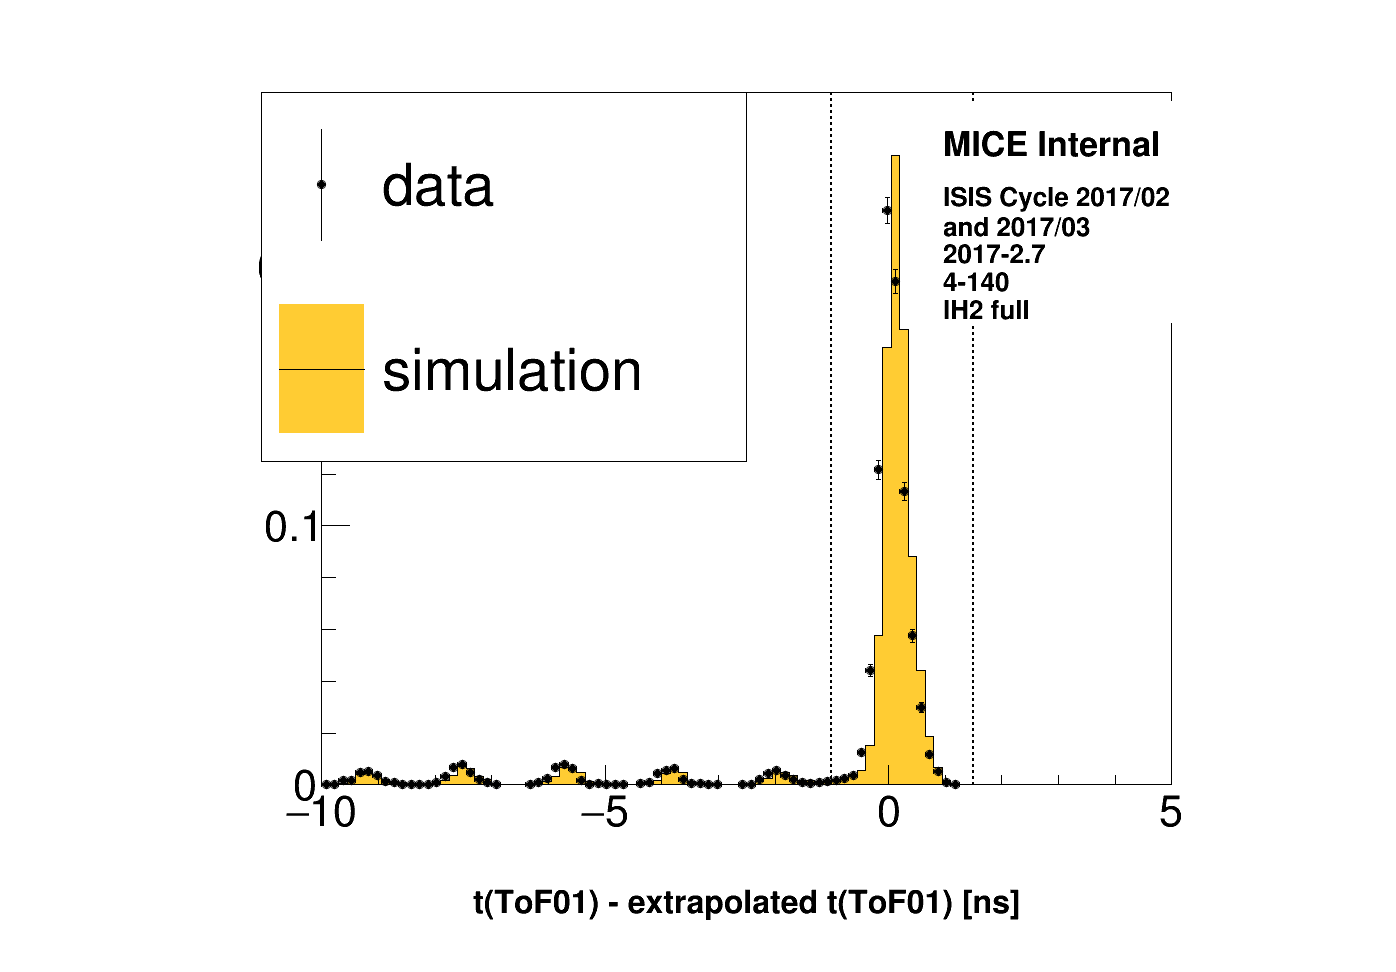 MICE Internal
data
ISIS Cycle 2017/02
and 2017/03
2017-2.7
4-140
IH2 full
simulation
0.1
0
−10 −5 0 5
t(ToF01) - extrapolated t(ToF01) [ns]